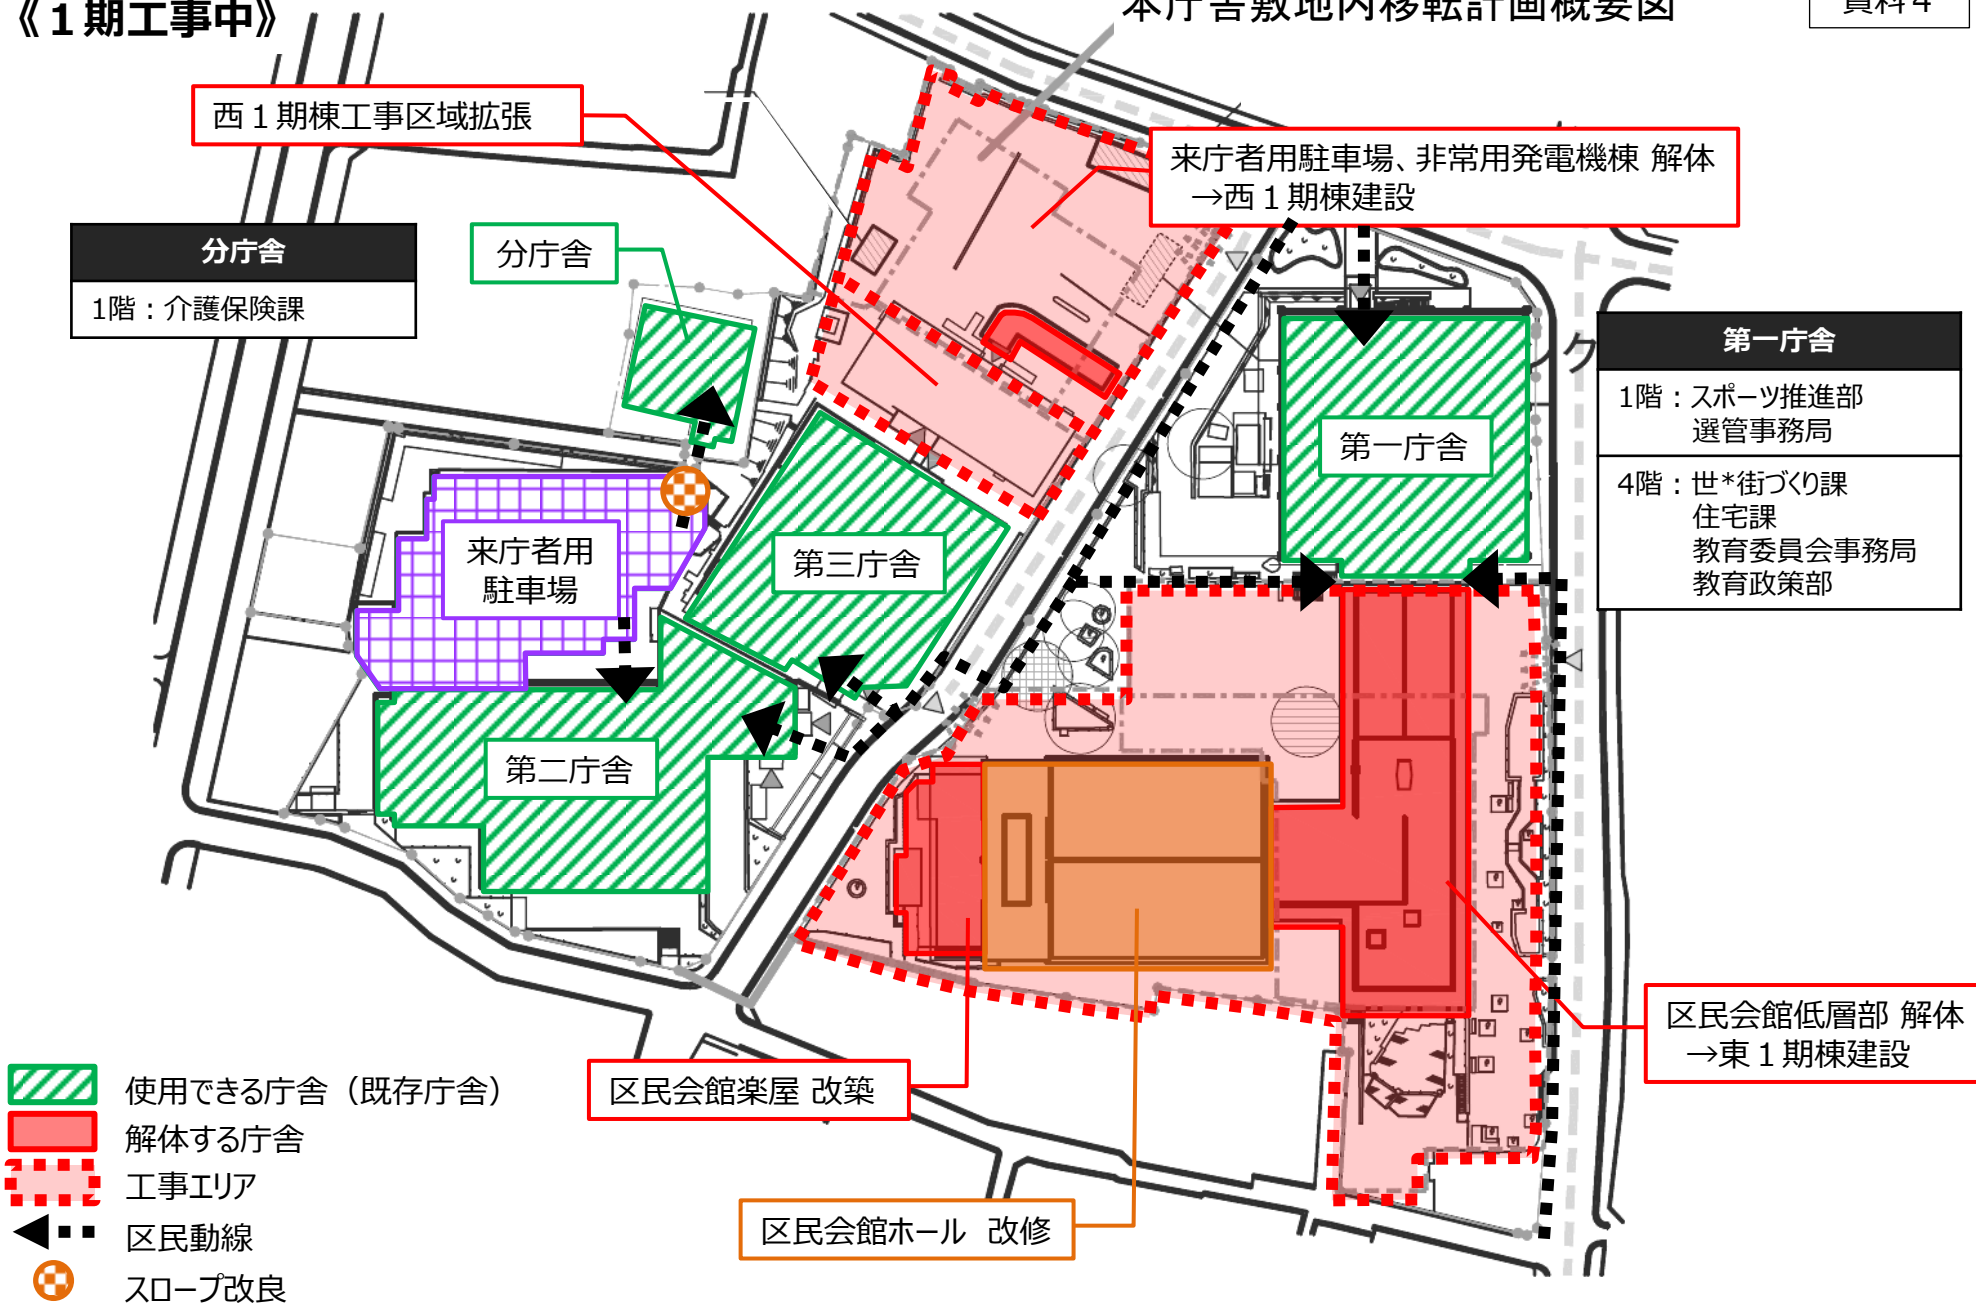 《１期工事中》
本庁舎敷地内移転計画概要図
資料４
西１期棟工事区域拡張
来庁者用駐車場、非常用発電機棟 解体
→西１期棟建設
分庁舎
1階：介護保険課
分庁舎
第一庁舎
1階：スポーツ推進部
選管事務局
4階：世*街づくり課
住宅課
教育委員会事務局
教育政策部
ク
第一庁舎
来庁者用
駐車場
第三庁舎
第二庁舎
区民会館低層部 解体
→東１期棟建設
区民会館楽屋 改築
区民会館ホール 改修
使用できる庁舎（既存庁舎）
解体する庁舎
工事エリア
区民動線
スロープ改良